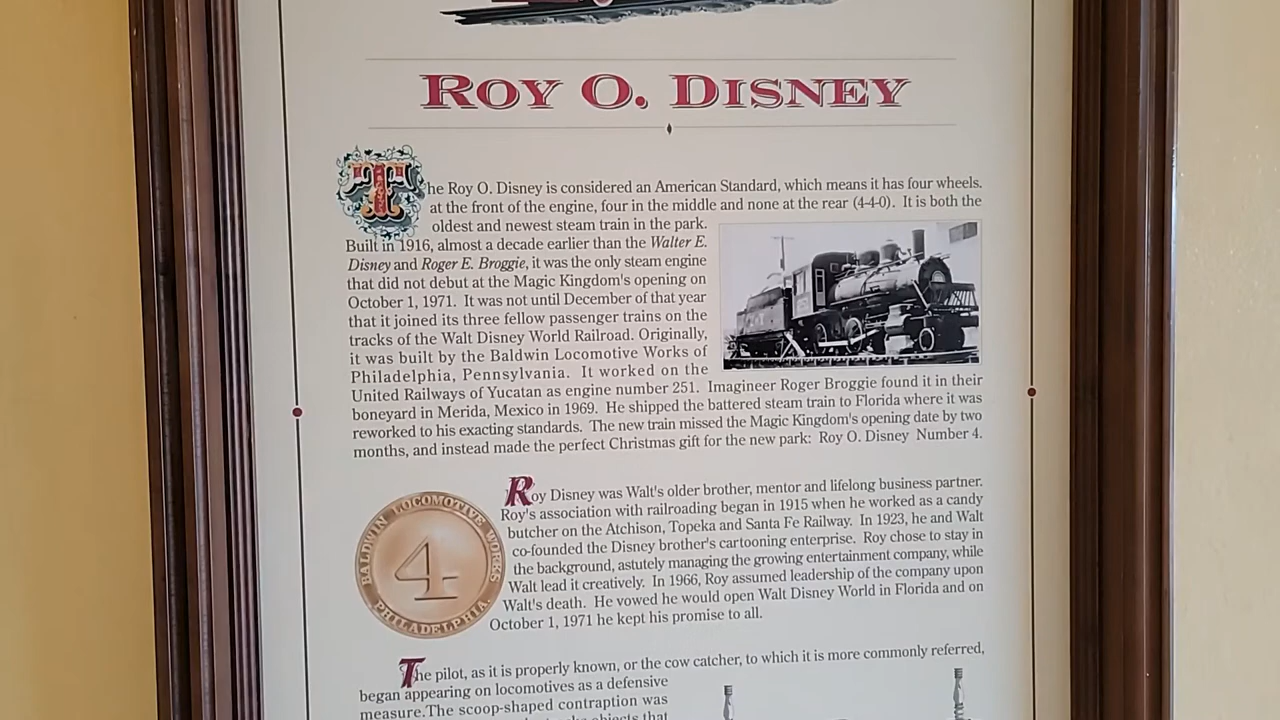 ROY O. DISNEY
The Roy O. Disney is considered an American Standard, which means it has four wheels.
at the front of the engine, four in the middle and none at the rear (4-4-0). It is both the
oldest and newest steam train in the park.
Built in 1916, almost a decade earlier than the Walter E.
Disney and Roger E. Broggie, it was the only steam engine
that did not debut at the Magic Kingdom's opening on
October 1, 1971. It was not until December of that year
that it joined its three fellow passenger trains on the
tracks of the Walt Disney World Railroad. Originally,
it was built by the Baldwin Locomotive Works of
Philadelphia, Pennsylvania. It worked on the
United Railways of Yucatan as engine number 251. Imagineer Roger Broggie found it in their
boneyard in Merida, Mexico in 1969. He shipped the battered steam train to Florida where it was
reworked to his exacting standards. The new train missed the Magic Kingdom's opening date by two
months, and instead made the perfect Christmas gift for the new park: Roy O. Disney Number 4.
BALDWIN LOCOMOTIVE WORKS
4
PHILADELPHIA.
Roy Disney was Walt's older brother, mentor and lifelong business partner.
Roy's association with railroading began in 1915 when he worked as a candy
butcher on the Atchison, Topeka and Santa Fe Railway. In 1923, he and Walt
co-founded the Disney brother's cartooning enterprise. Roy chose to stay in
the background, astutely managing the growing entertainment company, while
Walt lead it creatively. In 1966, Roy assumed leadership of the company upon
Walt's death. He vowed he would open Walt Disney World in Florida and on
October 1, 1971 he kept his promise to all.
The pilot, as it is properly known, or the cow catcher, to which it is more commonly referred,
began appearing on locomotives as a defensive
measure.The scoop-shaped contraption was
objects that